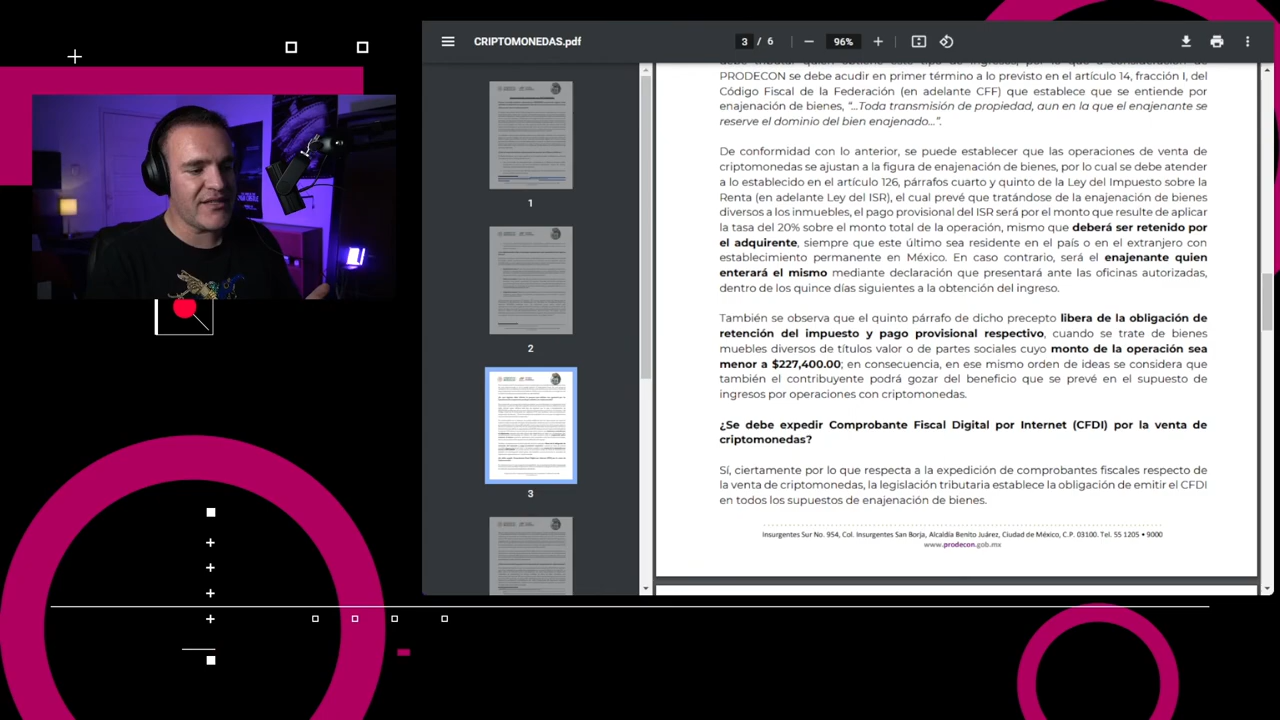 CRIPTOMONEDAS.pdf
3 / 6
96%
PRODECON se debe acudir en primer término a lo previsto en el artículo 14, fracción I, del
Código Fiscal de la Federación (en adelante CFF) que establece que se entiende por
enajenación de bienes, “...Toda transmisión de propiedad, aun en la que el enajenante se
reserve el dominio del bien enajenado...”.
De conformidad con lo anterior, se puede establecer que las operaciones de venta de
criptomonedas se ajustan a la figura de enajenación de bienes, por lo cual se debe atender
a lo establecido en el artículo 126, párrafos cuarto y quinto de la Ley del Impuesto sobre la
Renta (en adelante Ley del ISR), el cual prevé que tratándose de la enajenación de bienes
diversos a los inmuebles, el pago provisional del ISR será por el monto que resulte de aplicar
la tasa del 20% sobre el monto total de la operación, mismo que deberá ser retenido por
el adquirente, siempre que este último sea residente en el país o en el extranjero con
establecimiento permanente en México. En caso contrario, será el enajenante quien
enterará el mismo mediante declaración que presentará ante las oficinas autorizadas,
dentro de los quince días siguientes a la obtención del ingreso.
También se observa que el quinto párrafo de dicho precepto libera de la obligación de
retención del impuesto y pago provisional respectivo, cuando se trate de bienes
muebles diversos de títulos valor o de partes sociales cuyo monto de la operación sea
menor a $227,400.00; en consecuencia, en ese mismo orden de ideas se considera que
también el contribuyente podrá gozar del beneficio que se prevé en el supuesto de
ingresos por operaciones con criptomonedas.
¿Se debe emitir Comprobante Fiscal Digital por Internet (CFDI) por la venta de
criptomonedas?
Sí, ciertamente por lo que respecta a la expedición de comprobantes fiscales respecto de
la venta de criptomonedas, la legislación tributaria establece la obligación de emitir el CFDI
en todos los supuestos de enajenación de bienes.
Insurgentes Sur No. 954, Col. Insurgentes San Borja, Alcaldía Benito Juárez, Ciudad de México, C.P. 03100. Tel. 55 1205 • 9000
www.prodecon.gob.mx
1
2
3